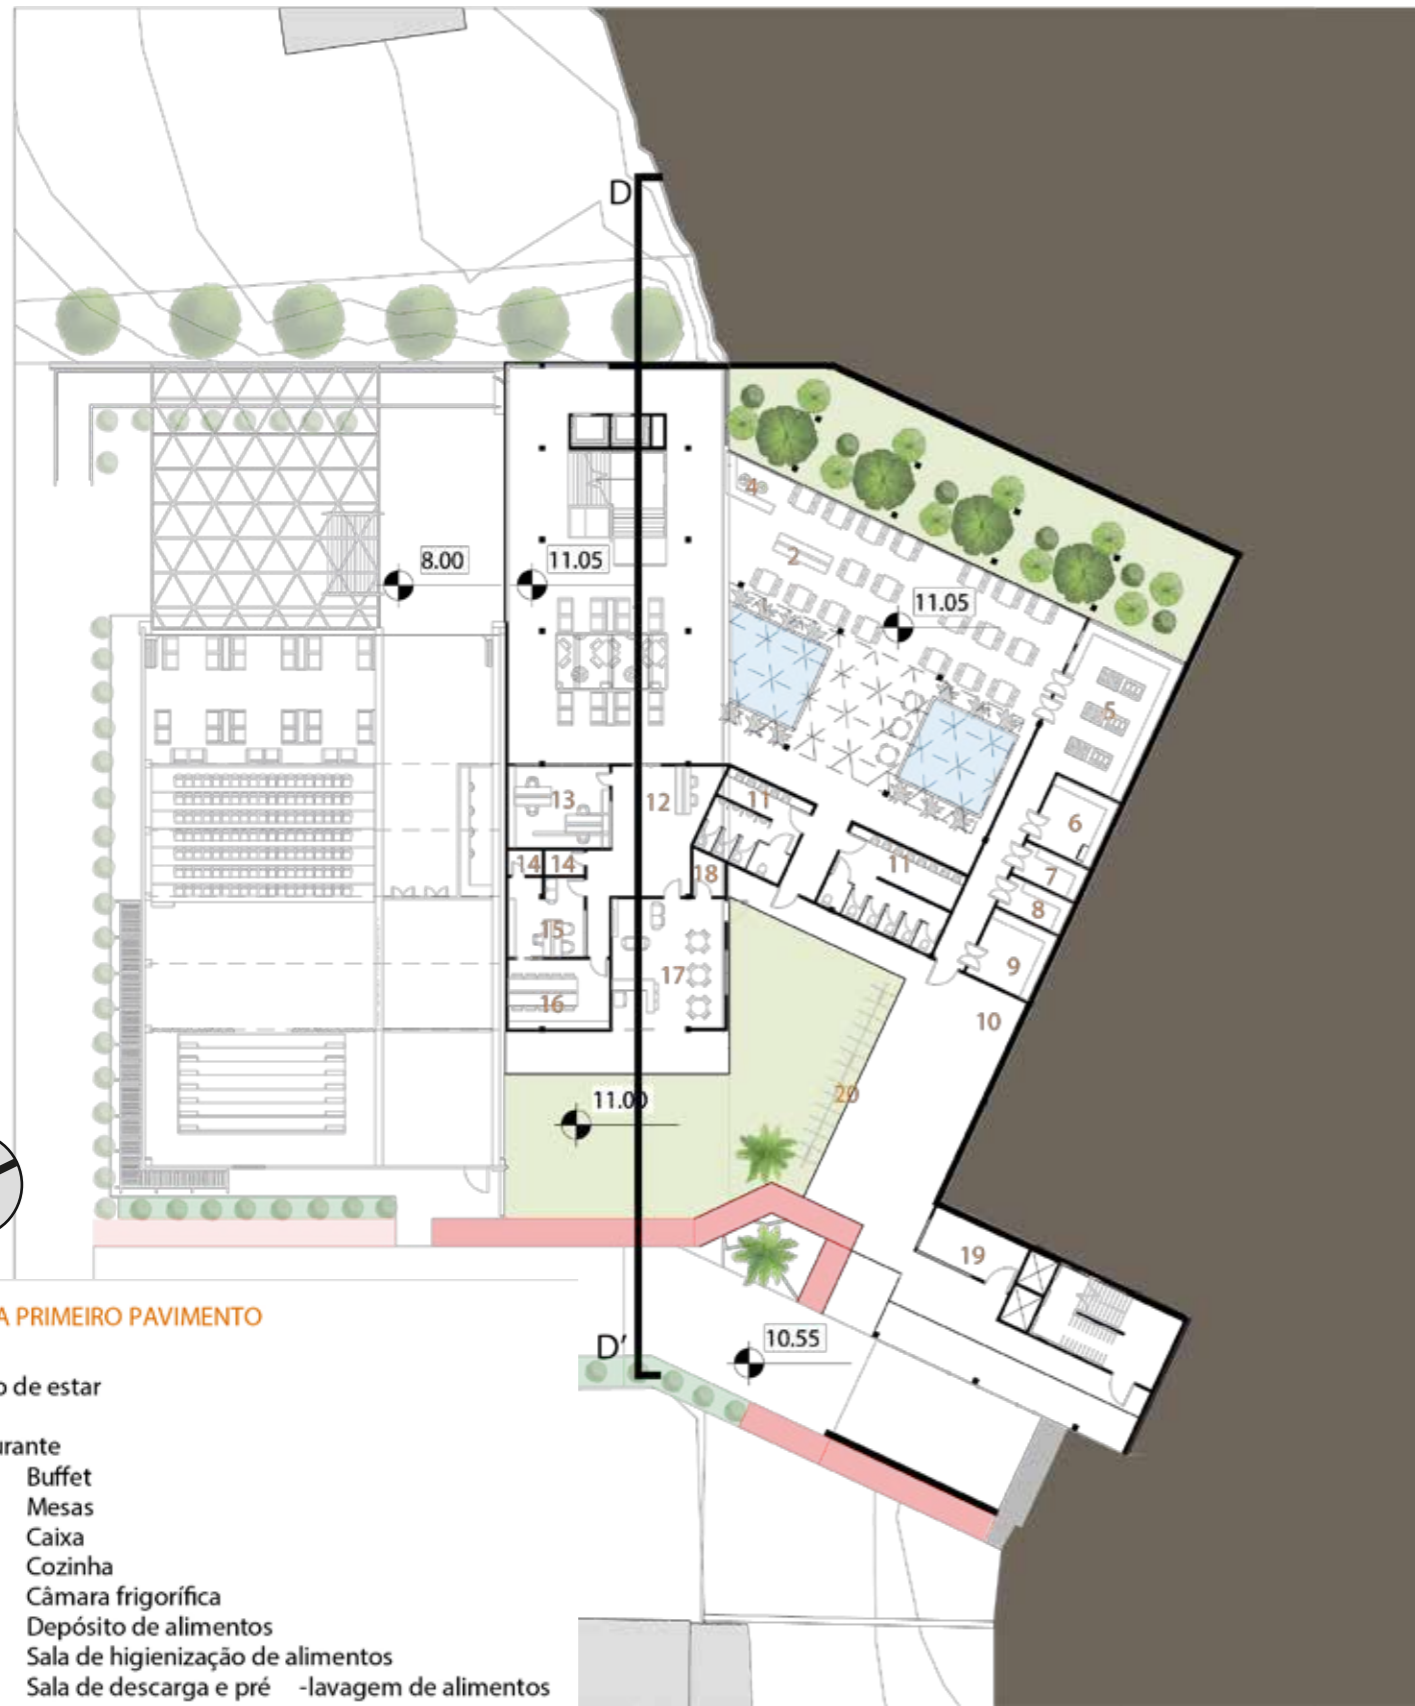 D
4
2
8.00
11.05
11.05
5
13
12
11
6
14
14
18
11
7
8
15
17
9
16
10
11.00
20
19
A PRIMEIRO PAVIMENTO
D'
10.55
o de estar
urante
Buffet
Mesas
Caixa
Cozinha
Câmara frigorífica
Depósito de alimentos
Sala de higienização de alimentos
Sala de descarga e pré -lavagem de alimentos